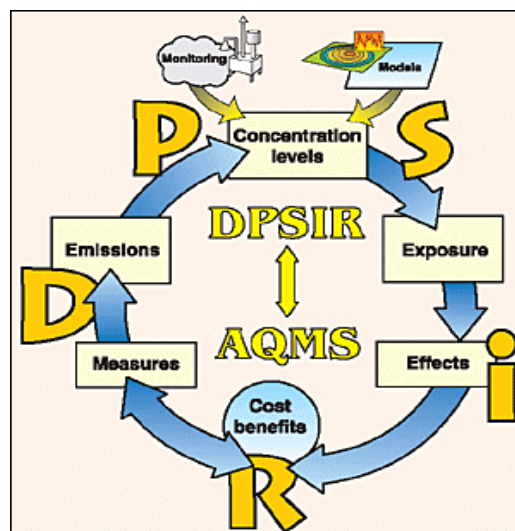 Monitoring
Models
P
Concentration
levels
S
Emissions
DPSIR
Exposure
D
AQMS
Measures
Effects
i
Cost
benefits
R